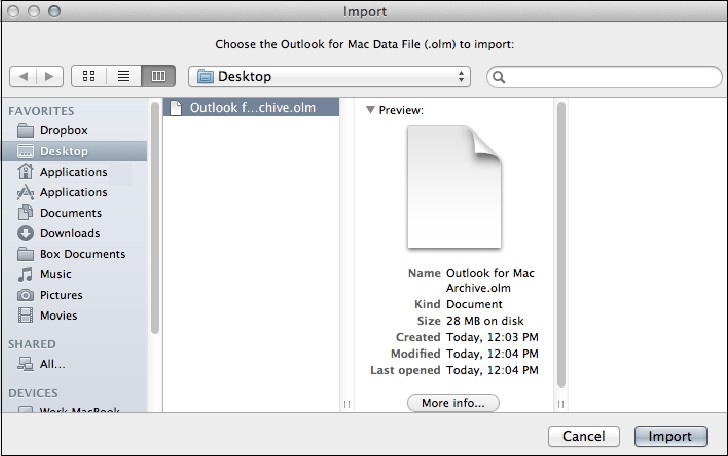 Import
Choose the Outlook for Mac Data File (.olm) to import:
Desktop
FAVORITES
Dropbox
Desktop
Applications
Applications
Documents
Downloads
Box Documents
Music
Pictures
Movies
SHARED
All...
DEVICES
Work MacBook
Outlook f...chive.olm
Preview:
Name Outlook for Mac
Archive.olm
Kind Document
Size 28 MB on disk
Created Today, 12:03 PM
Modified Today, 12:04 PM
Last opened Today, 12:04 PM
More info...
Cancel Import